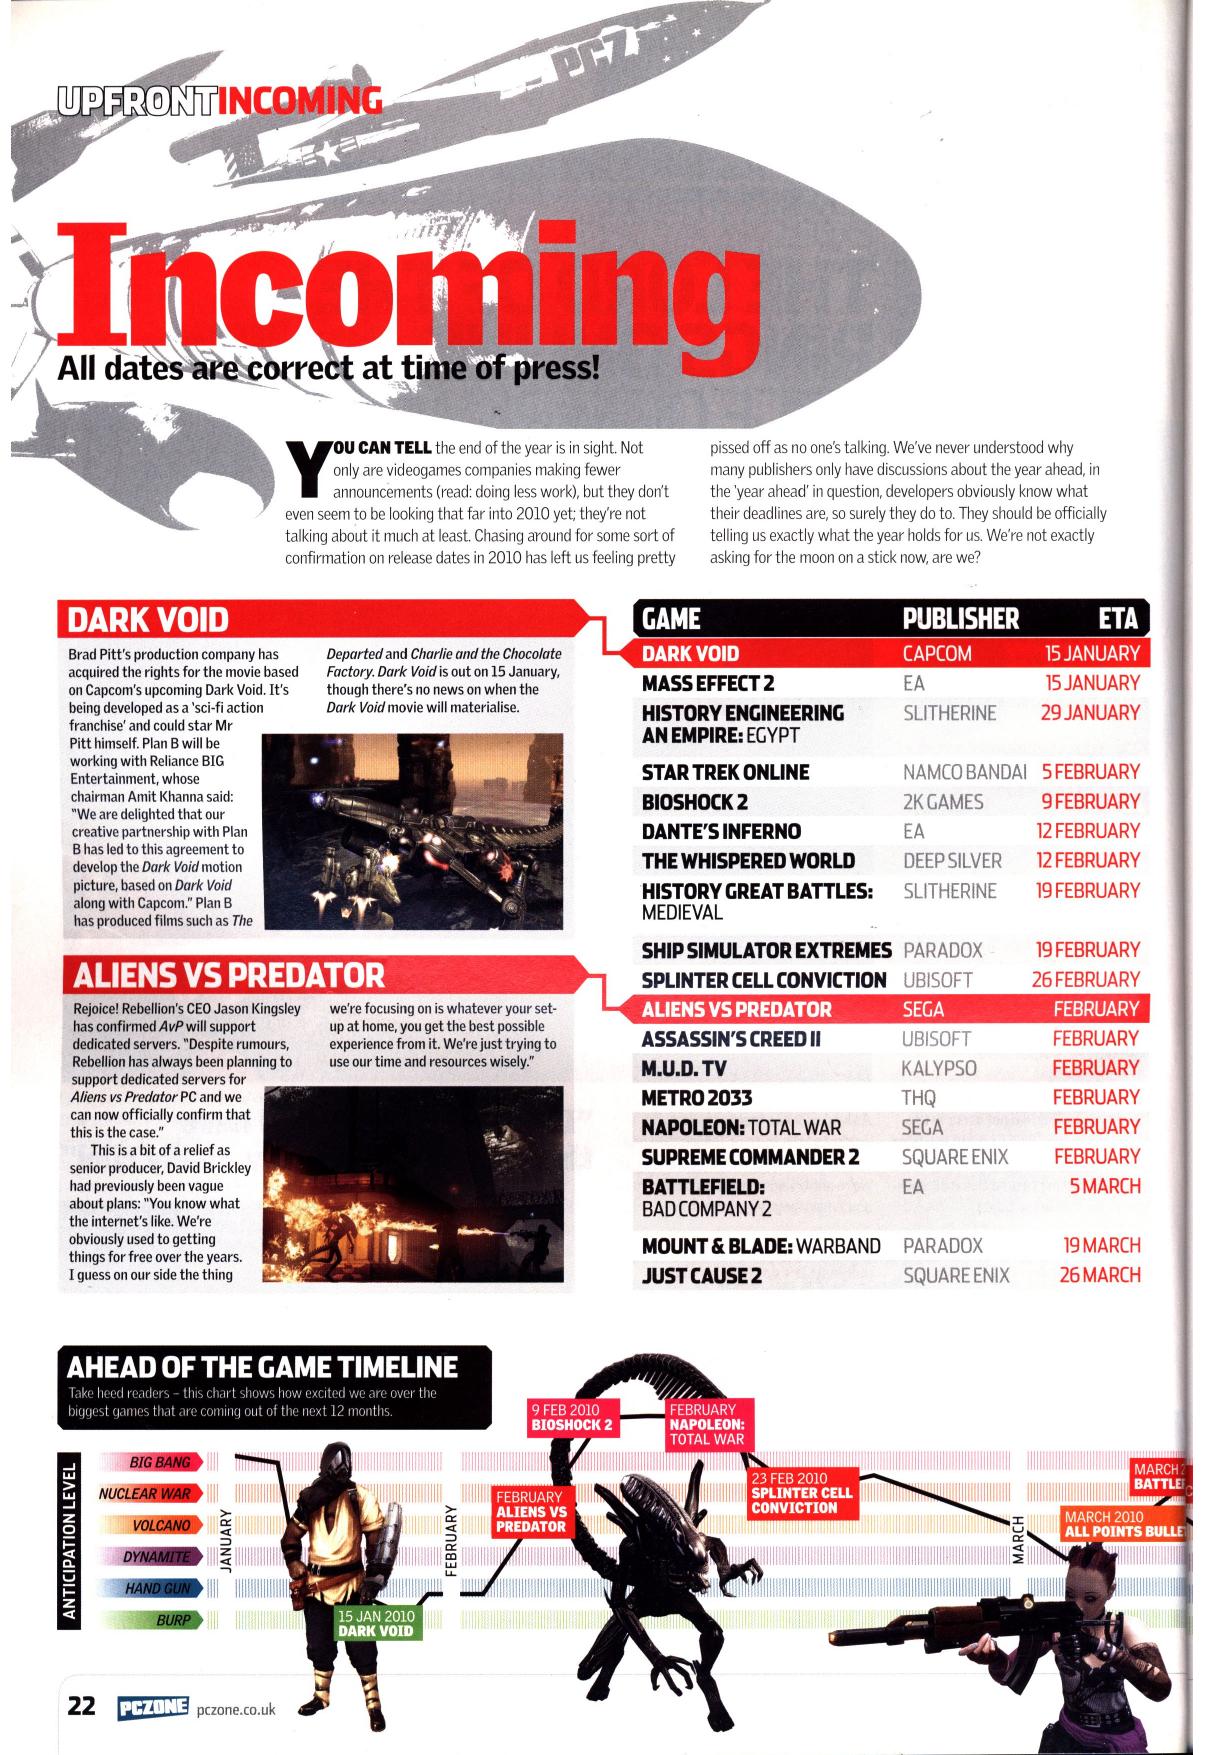 PCZ
UPFRONTINCOMING
Incoming
All dates are correct at time of press!
YOU CAN TELL the end of the year is in sight. Not
only are videogames companies making fewer
announcements (read: doing less work), but they don't
even seem to be looking that far into 2010 yet; they're not
talking about it much at least. Chasing around for some sort of
confirmation on release dates in 2010 has left us feeling pretty
pissed off as no one's talking. We've never understood why
many publishers only have discussions about the year ahead, in
the 'year ahead' in question, developers obviously know what
their deadlines are, so surely they do to. They should be officially
telling us exactly what the year holds for us. We're not exactly
asking for the moon on a stick now, are we?
DARK VOID
Brad Pitt's production company has
acquired the rights for the movie based
on Capcom's upcoming Dark Void. It's
being developed as a 'sci-fi action
franchise' and could star Mr
Pitt himself. Plan B will be
working with Reliance BIG
Entertainment, whose
chairman Amit Khanna said:
"We are delighted that our
creative partnership with Plan
B has led to this agreement to
develop the Dark Void motion
picture, based on Dark Void
along with Capcom." Plan B
has produced films such as The
Departed and Charlie and the Chocolate
Factory. Dark Void is out on 15 January,
though there's no news on when the
Dark Void movie will materialise.
ALIENS VS PREDATOR
Rejoice! Rebellion's CEO Jason Kingsley
has confirmed AvP will support
dedicated servers. "Despite rumours,
Rebellion has always been planning to
support dedicated servers for
Aliens vs Predator PC and we
can now officially confirm that
this is the case."
This is a bit of a relief as
senior producer, David Brickley
had previously been vague
about plans: "You know what
the internet's like. We're
obviously used to getting
things for free over the years.
I guess on our side the thing
we're focusing on is whatever your set-
up at home, you get the best possible
experience from it. We're just trying to
use our time and resources wisely."
GAME PUBLISHER ETA
DARK VOID CAPCOM 15 JANUARY
MASS EFFECT 2 EA 15 JANUARY
HISTORY ENGINEERING SLITHERINE 29 JANUARY
AN EMPIRE: EGYPT
STAR TREK ONLINE NAMCO BANDAI 5 FEBRUARY
BIOSHOCK 2 2K GAMES 9 FEBRUARY
DANTE'S INFERNO EA 12 FEBRUARY
THE WHISPERED WORLD DEEP SILVER 12 FEBRUARY
HISTORY GREAT BATTLES: SLITHERINE 19 FEBRUARY
MEDIEVAL
SHIP SIMULATOR EXTREMES PARADOX 19 FEBRUARY
SPLINTER CELL CONVICTION UBISOFT 26 FEBRUARY
ALIENS VS PREDATOR SEGA FEBRUARY
ASSASSIN'S CREED II UBISOFT FEBRUARY
M.U.D. TV KALYPSO FEBRUARY
METRO 2033 THQ FEBRUARY
NAPOLEON: TOTAL WAR SEGA FEBRUARY
SUPREME COMMANDER 2 SQUARE ENIX FEBRUARY
BATTLEFIELD: EA 5 MARCH
BAD COMPANY 2
MOUNT & BLADE: WARBAND PARADOX 19 MARCH
JUST CAUSE 2 SQUARE ENIX 26 MARCH
AHEAD OF THE GAME TIMELINE
Take heed readers – this chart shows how excited we are over the
biggest games that are coming out of the next 12 months.
ANTICIPATION LEVEL
BIG BANG
NUCLEAR WAR
VOLCANO
DYNAMITE
HAND GUN
BURP
JANUARY
15 JAN 2010
DARK VOID
FEBRUARY
FEBRUARY
ALIENS VS
PREDATOR
9 FEB 2010
BIOSHOCK 2
FEBRUARY
NAPOLEON:
TOTAL WAR
23 FEB 2010
SPLINTER CELL
CONVICTION
MARCH
MARCH 2010
ALL POINTS BULLE
MARCH 2
BATTLE
22 PCZONE pczone.co.uk